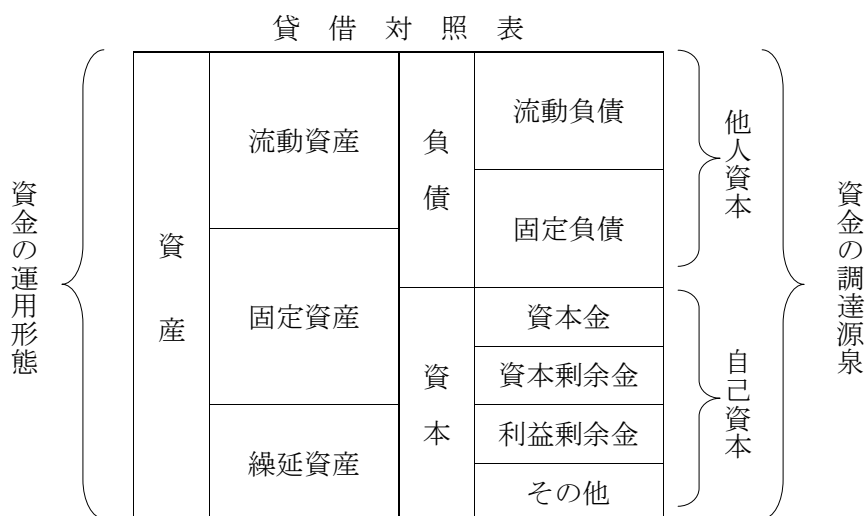 貸借対照表
資金の運用形態
資産
流動資産
固定資産
繰延資産
負債
流動負債
固定負債
資本
資本金
資本剰余金
利益剰余金
その他
他人資本
自己資本
資金の調達源泉